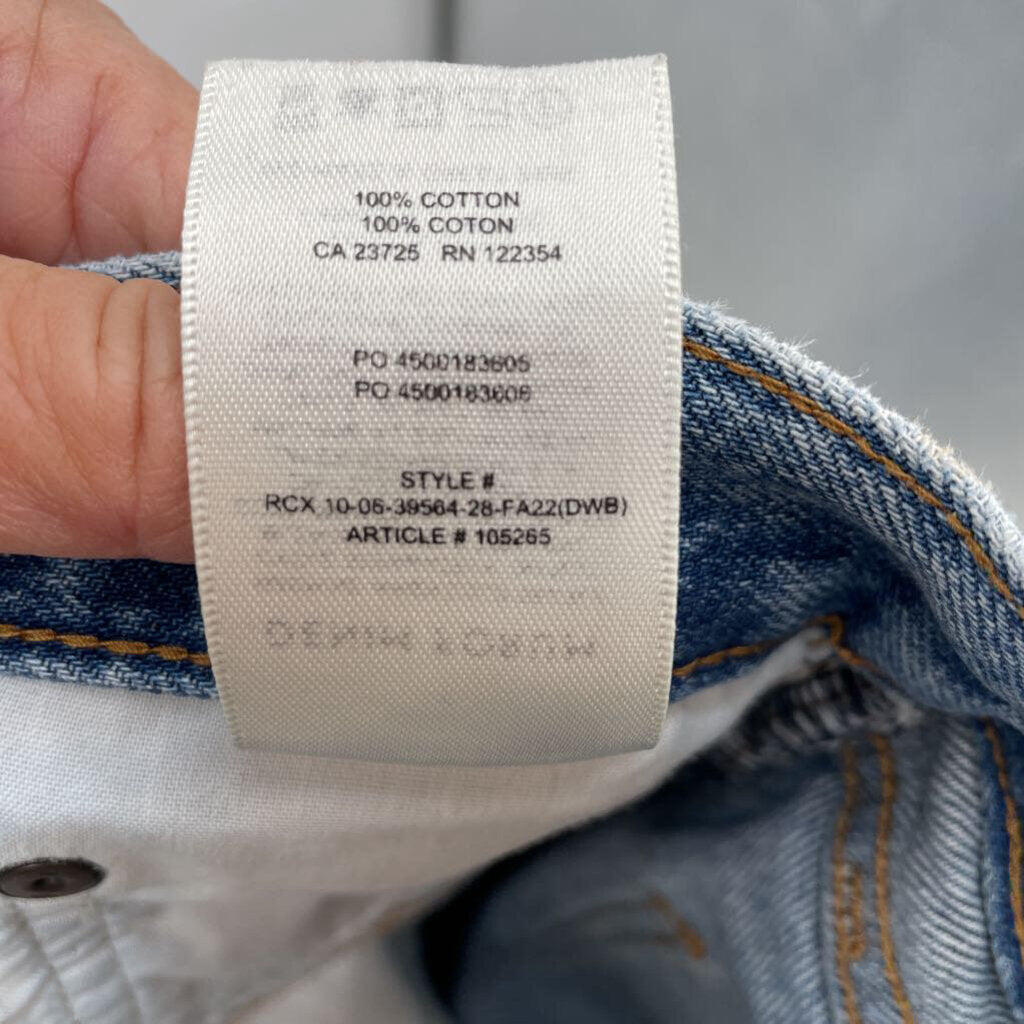 100% COTTON
100% COTON
CA 23725 RN 122354
PO 4500183605
PO 4500183606
STYLE #
RCX 10-06-39564-28-FA22(DWB)
ARTICLE # 105265